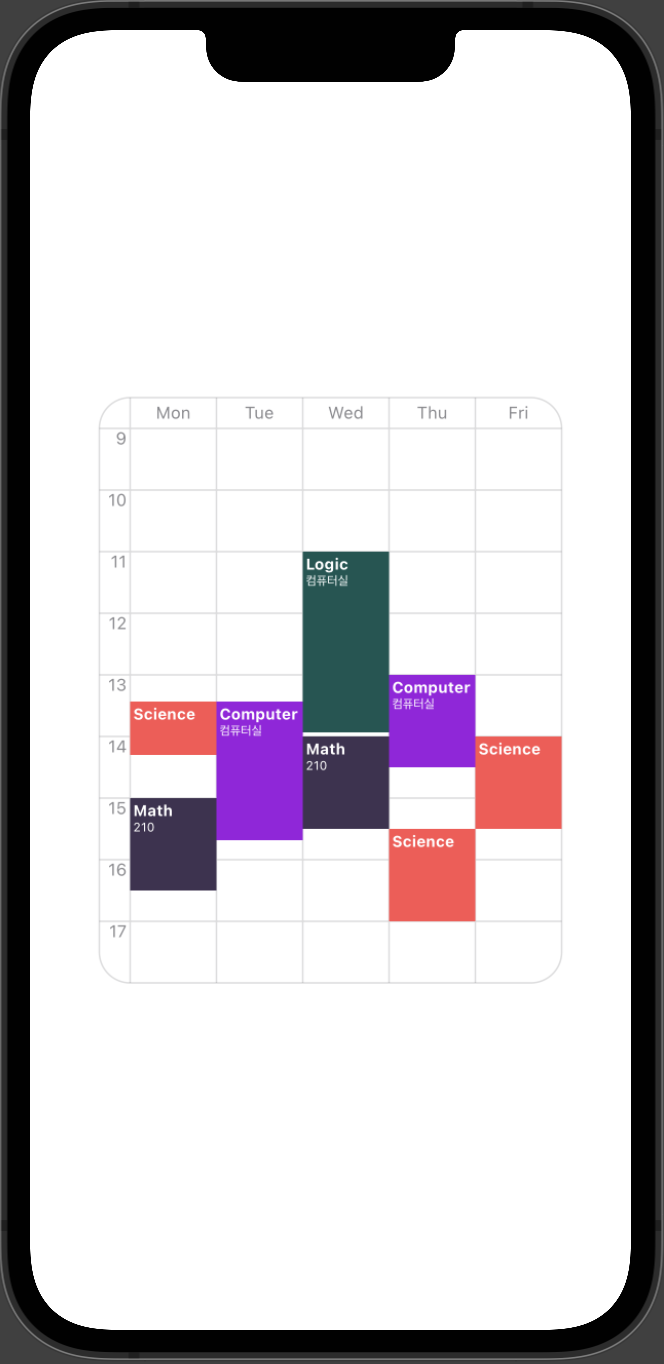 Mon Tue Wed Thu Fri
9
10
11
Logic
컴퓨터실
12
13
Computer
컴퓨터실
Science
Computer
컴퓨터실
14
Math
210
Science
15
Math
210
Science
16
17